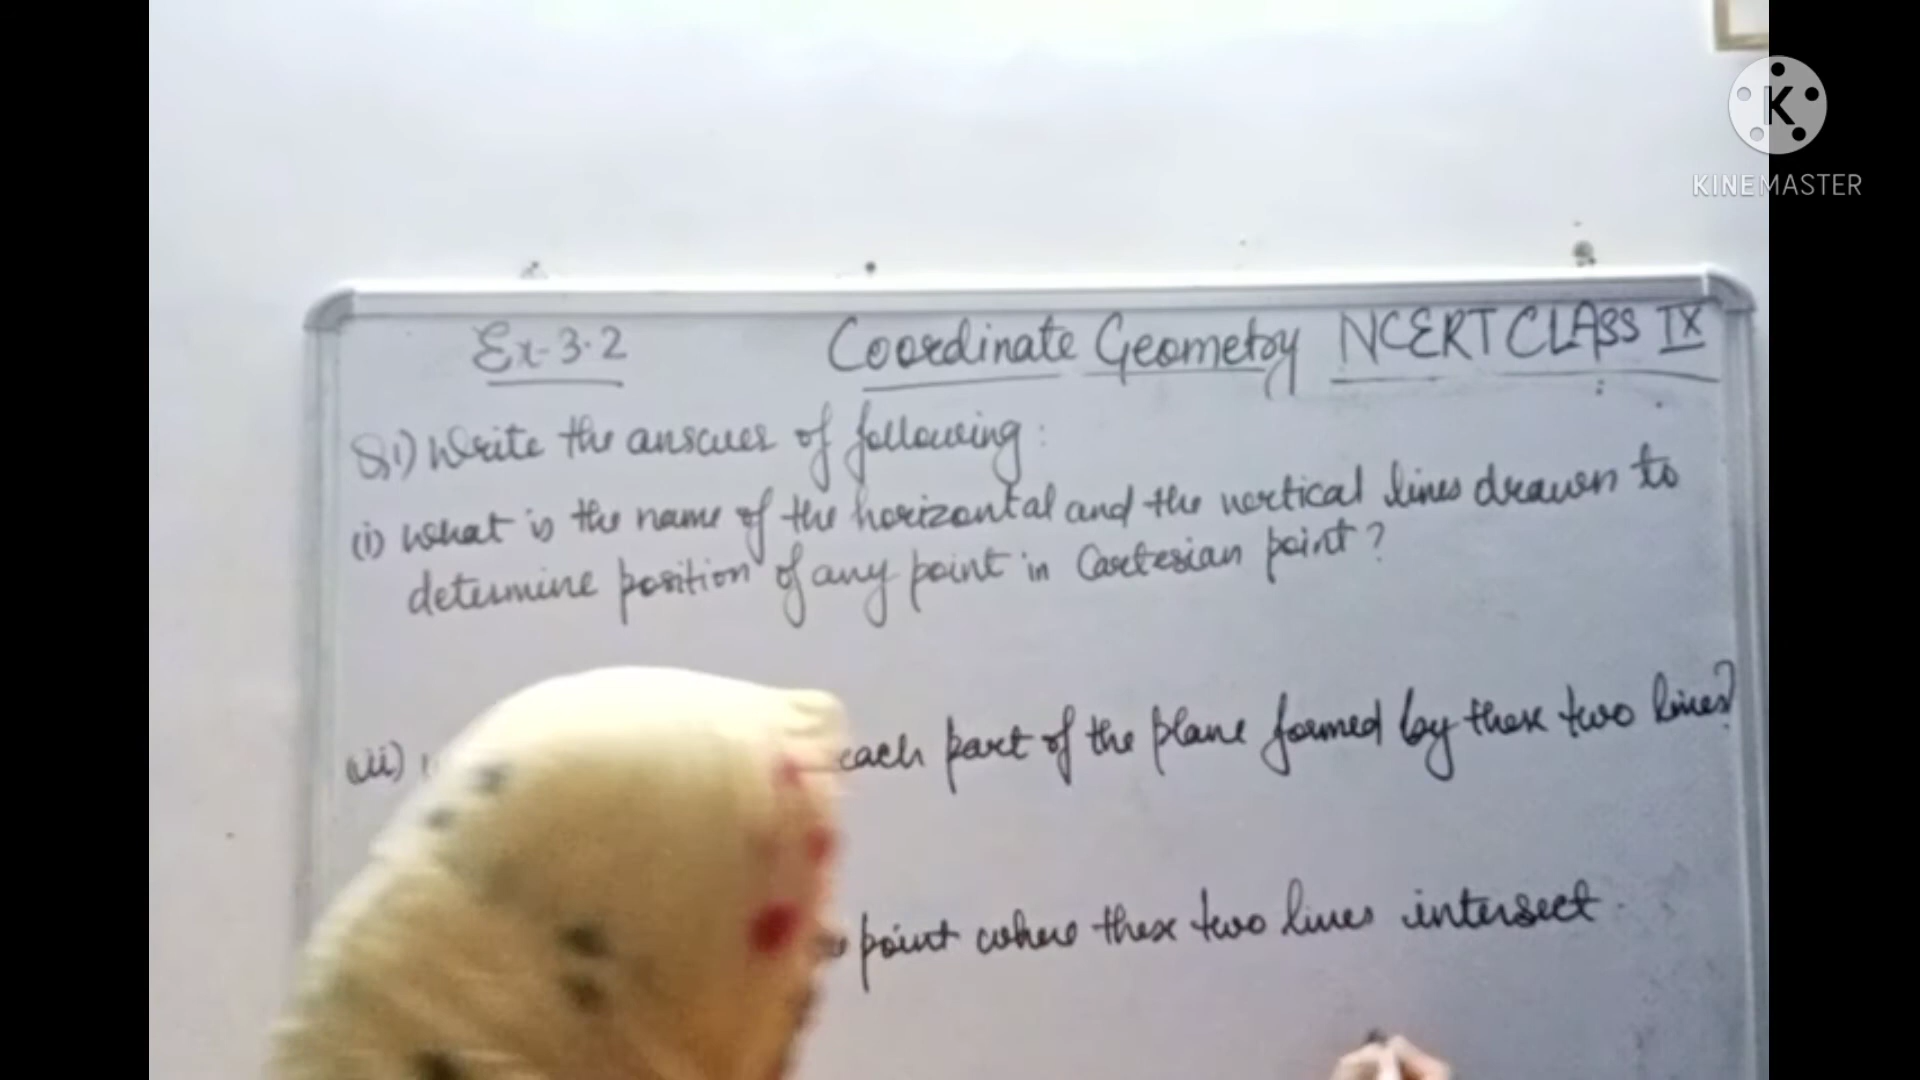 Ex-3.2 Coordinate Geometry NCERT CLASS IX
Q1) Write the answer of following:
(i) What is the name of the horizontal and the vertical lines drawn to
determine position of any point in Cartesian point?
(ii) each part of the plane formed by these two lines?
point where these two lines intersect
K
KINEMASTER